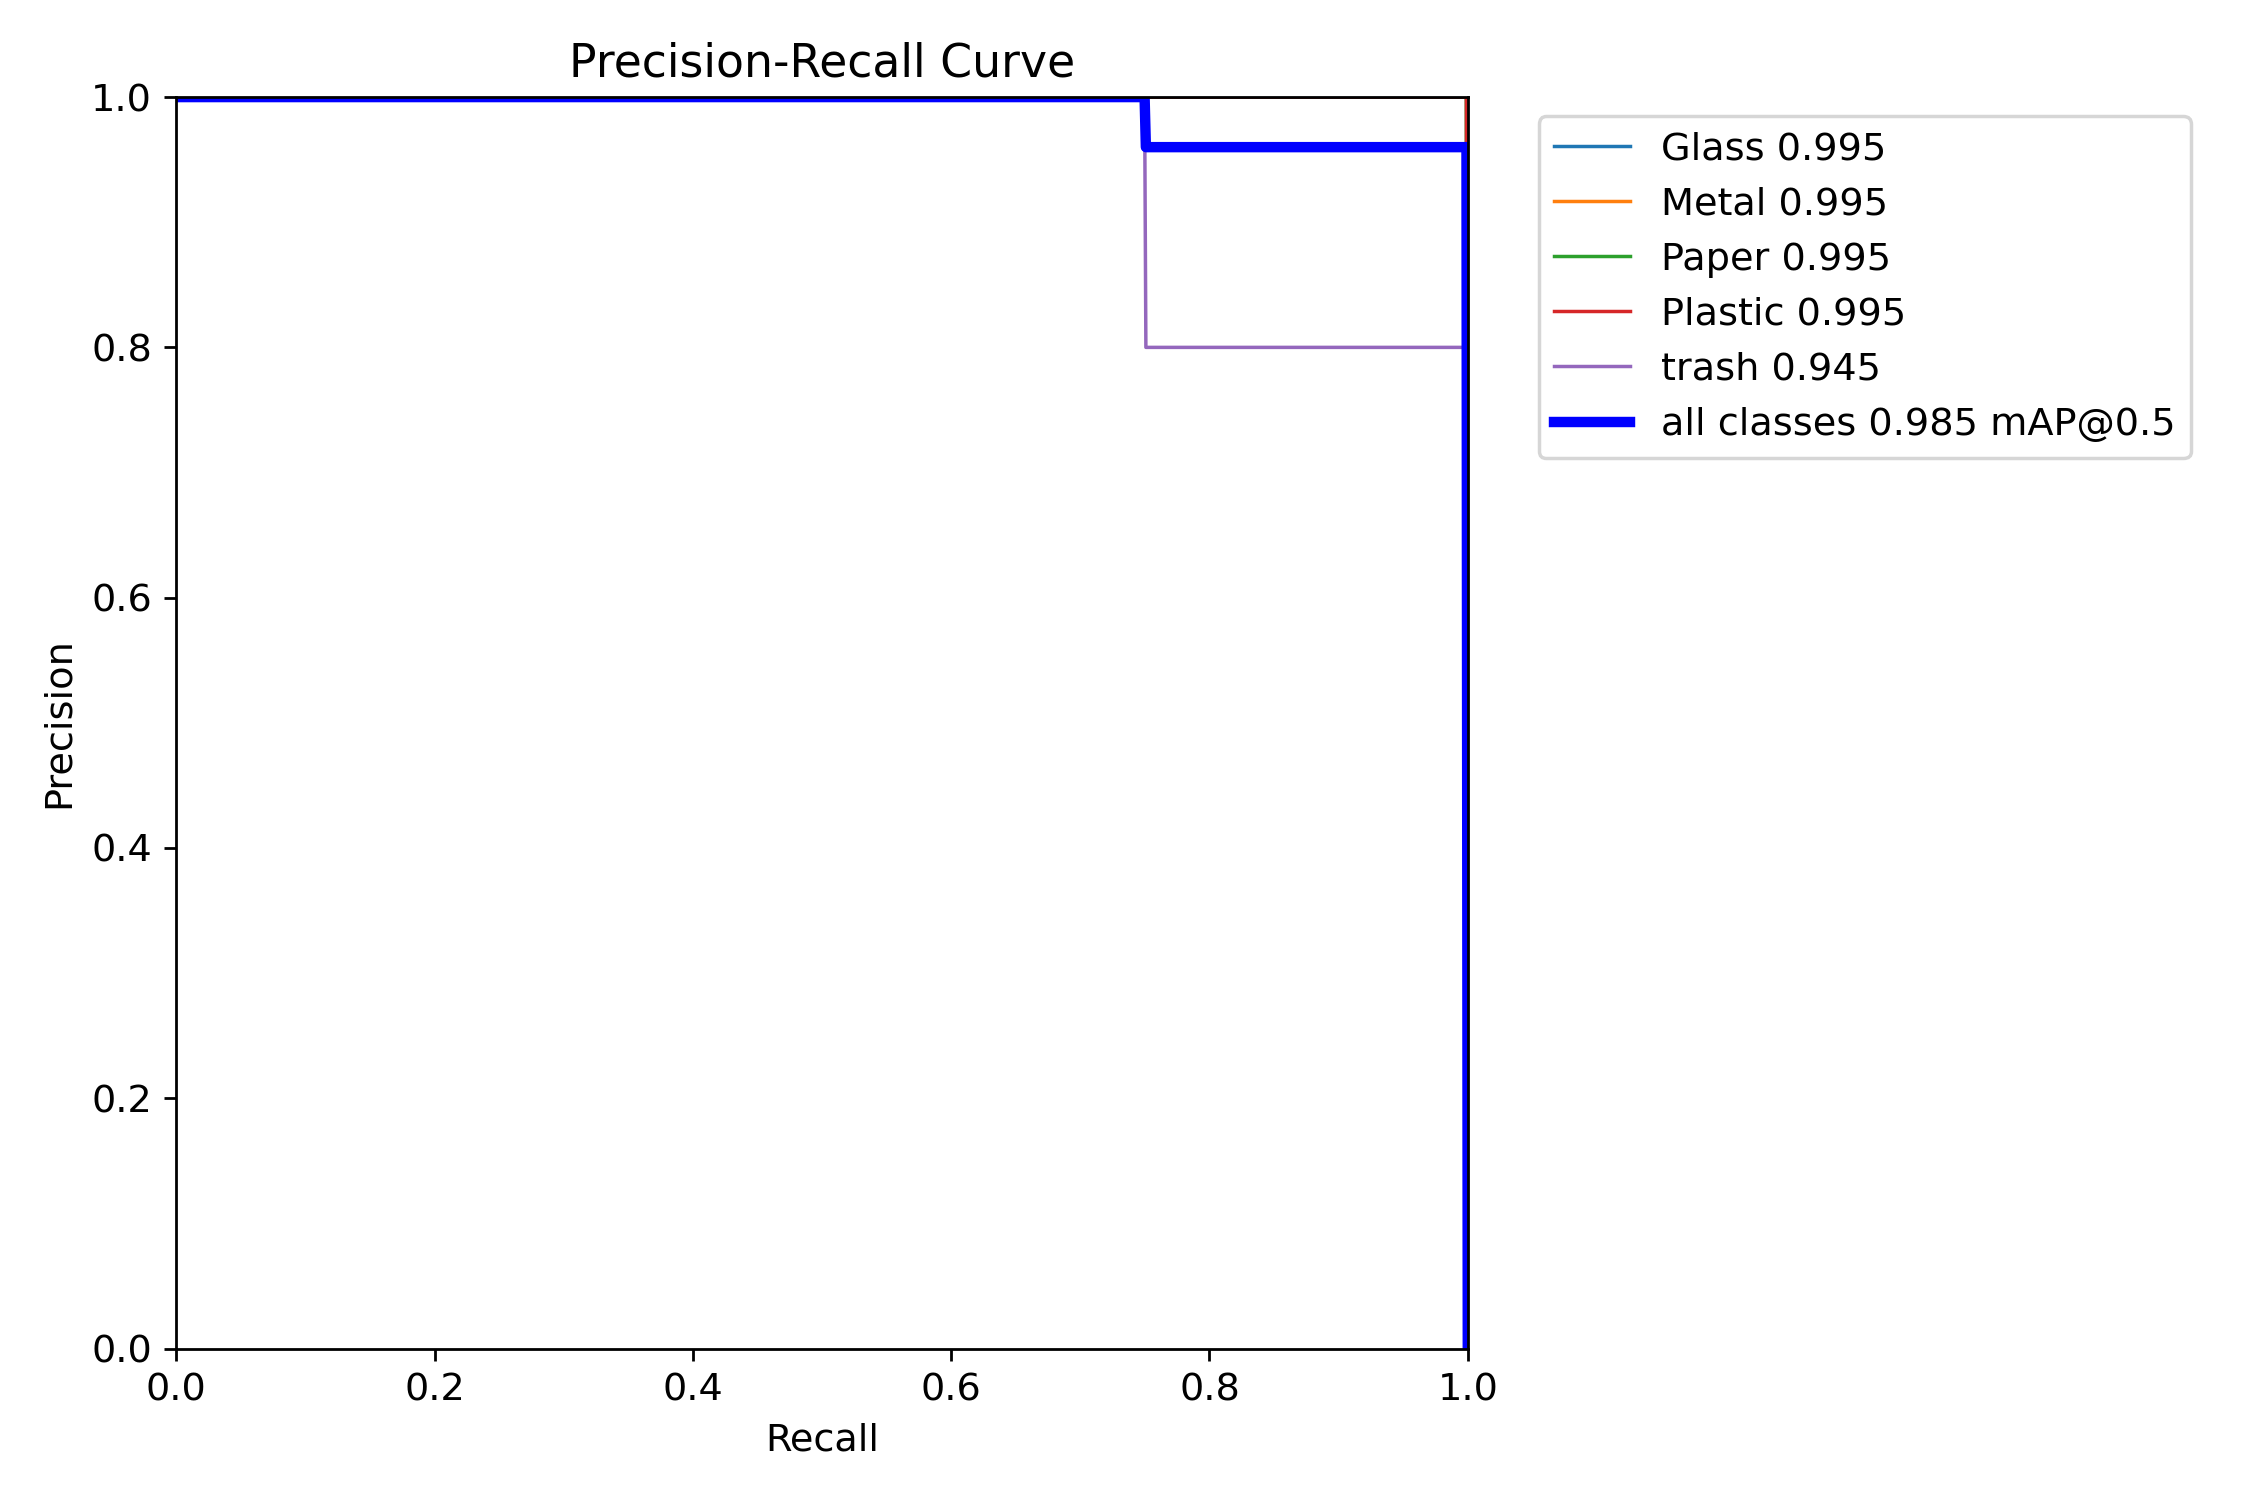 Precision-Recall Curve
1.0
0.8
0.6
0.4
0.2
0.0
Precision
0.0 0.2 0.4 0.6 0.8 1.0
Recall
Glass 0.995
Metal 0.995
Paper 0.995
Plastic 0.995
trash 0.945
all classes 0.985 mAP@0.5